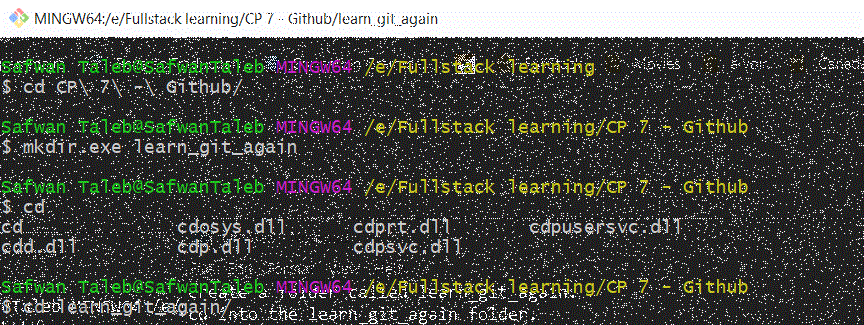 MINGW64:/e/Fullstack learning/CP 7 - Github/learn_git_again
Safwan Taleb@SafwanTaleb MINGW64 /e/Fullstack learning
$ cd CP\ 7\ -\ Github/
Safwan Taleb@SafwanTaleb MINGW64 /e/Fullstack learning/CP 7 - Github
$ mkdir.exe learn_git_again
Safwan Taleb@SafwanTaleb MINGW64 /e/Fullstack learning/CP 7 - Github
$ cd
cd cdosys.dll cdprt.dll cdpusersvc.dll
cdd.dll cdp.dll cdpsvc.dll
Safwan Taleb@SafwanTaleb MINGW64 /e/Fullstack learning/CP 7 - Github
$ cd learn_git_again/
create a folder called learn_git_again.
cd into the learn_git_again folder.